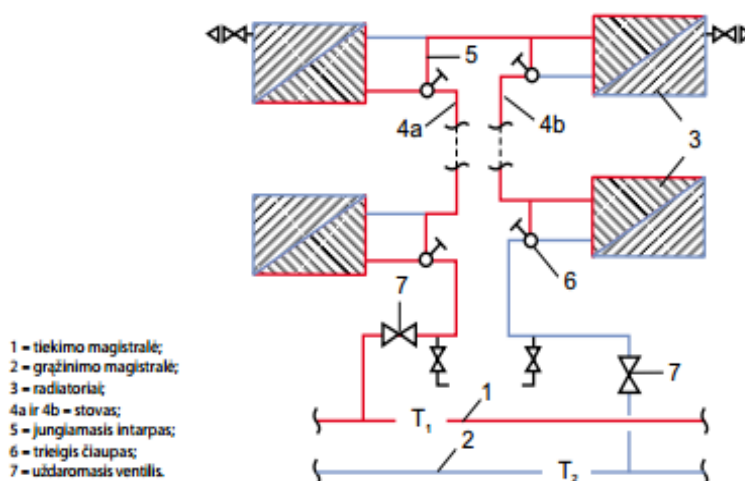 5
4a
4b
3
6
7
7
1
T₁
2
T₂
1 = tiekimo magistralė;
2 = grąžinimo magistralė;
3 = radiatoriai;
4a ir 4b = stovas;
5 = jungiamasis intarpas;
6 = trieigis čiaupas;
7 = uždaromasis ventilis.